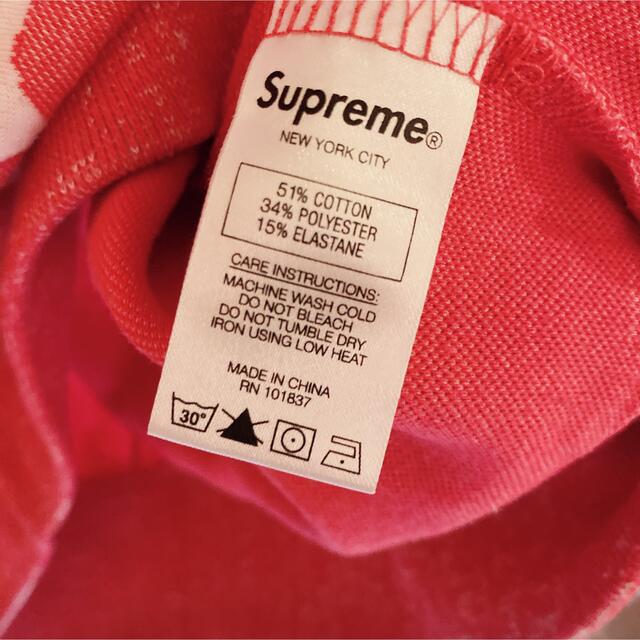 Supreme®
NEW YORK CITY
51% COTTON
34% POLYESTER
15% ELASTANE
CARE INSTRUCTIONS:
MACHINE WASH COLD
DO NOT BLEACH
DO NOT TUMBLE DRY
IRON USING LOW HEAT
MADE IN CHINA
RN 101837
30°